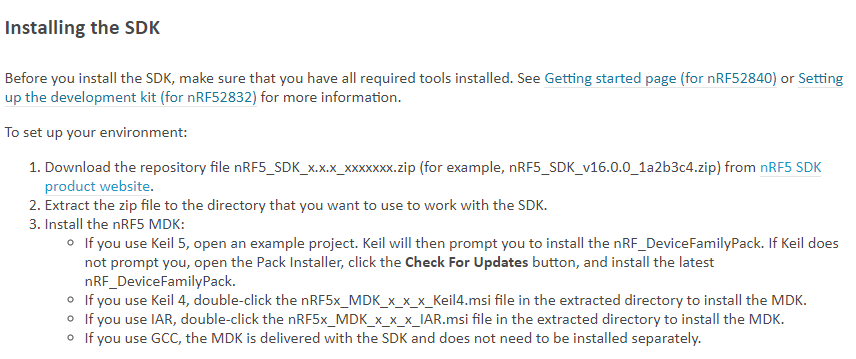 Installing the SDK
Before you install the SDK, make sure that you have all required tools installed. See Getting started page (for nRF52840) or Setting
up the development kit (for nRF52832) for more information.
To set up your environment:
1. Download the repository file nRF5_SDK_x.x.x_xxxxxxx.zip (for example, nRF5_SDK_v16.0.0_1a2b3c4.zip) from nRF5 SDK
product website.
2. Extract the zip file to the directory that you want to use to work with the SDK.
3. Install the nRF5 MDK:
○ If you use Keil 5, open an example project. Keil will then prompt you to install the nRF_DeviceFamilyPack. If Keil does
not prompt you, open the Pack Installer, click the Check For Updates button, and install the latest
nRF_DeviceFamilyPack.
○ If you use Keil 4, double-click the nRF5x_MDK_x_x_x_Keil4.msi file in the extracted directory to install the MDK.
○ If you use IAR, double-click the nRF5x_MDK_x_x_x_IAR.msi file in the extracted directory to install the MDK.
○ If you use GCC, the MDK is delivered with the SDK and does not need to be installed separately.